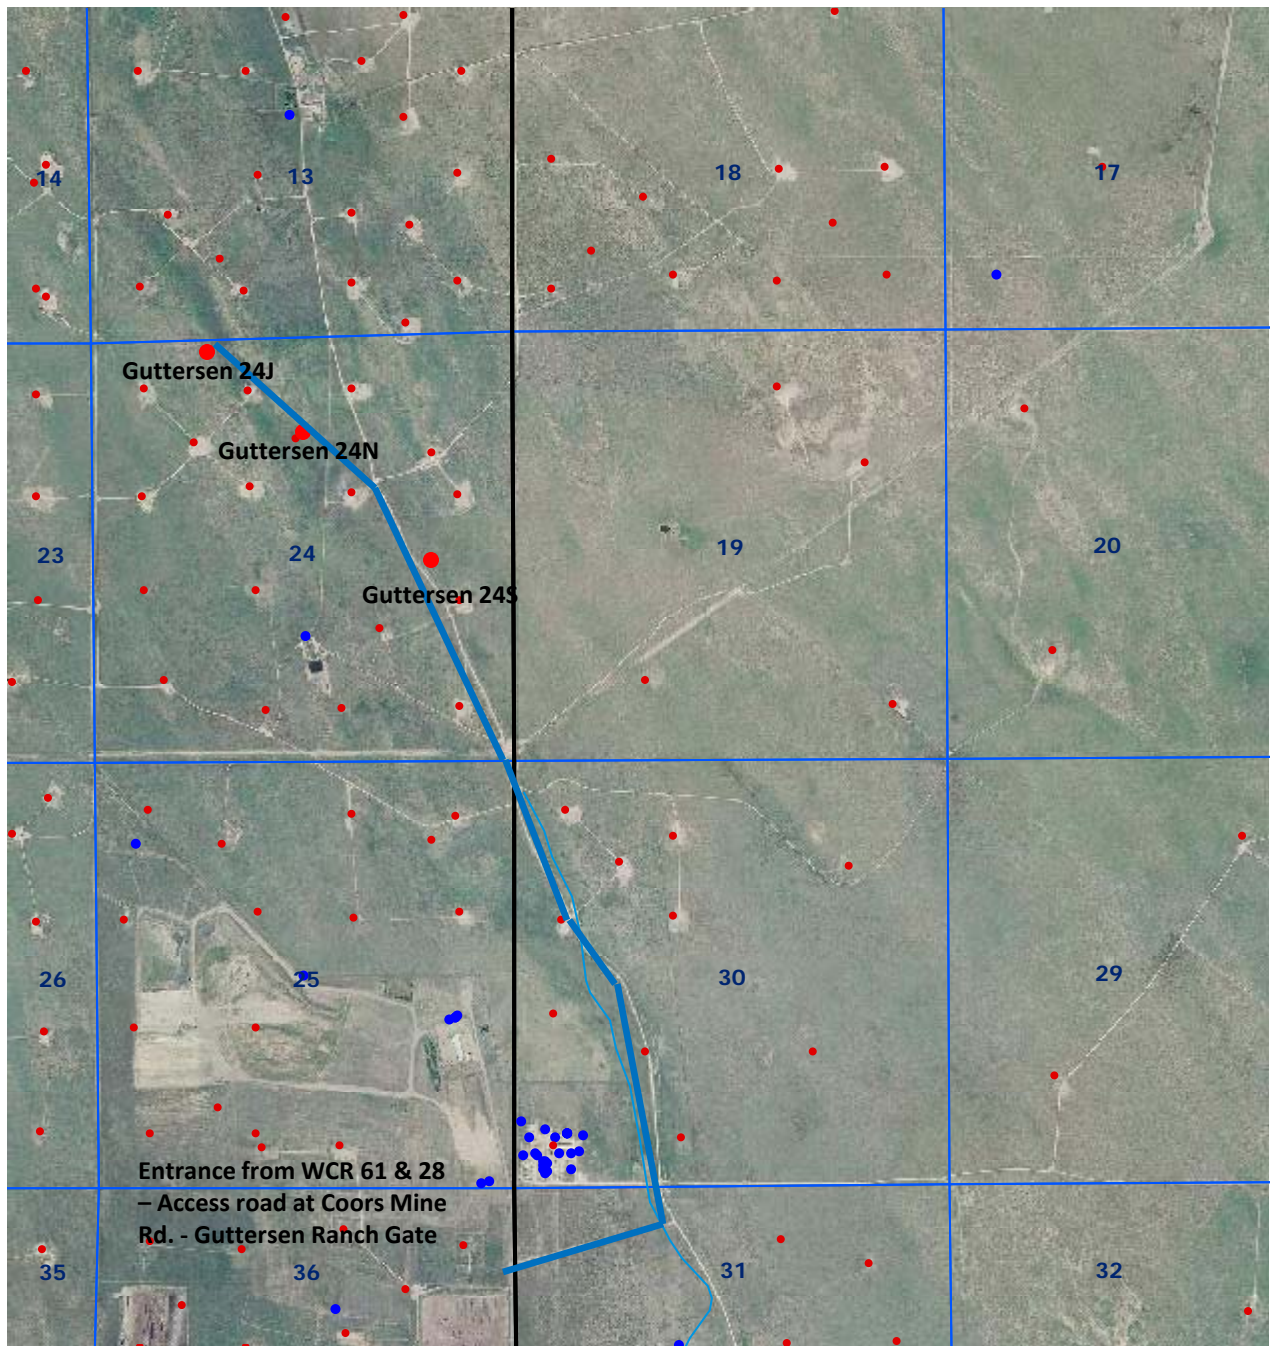 14
13
18
17
Guttersen 24J
Guttersen 24N
23
24
19
20
Guttersen 24S
26
25
30
29
Entrance from WCR 61 & 28
– Access road at Coors Mine
Rd. - Guttersen Ranch Gate
35
36
31
32